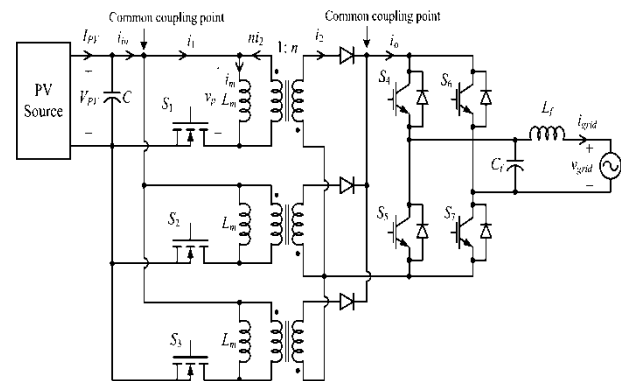 Common coupling point
Common coupling point
I_PV
i_in
i_1
ni_2
1: n
i_2
i_o
PV
Source
V_PV
C
S_1
v_p
i_m
L_m
S_4
S_6
L_f
i_grid
C_f
v_grid
S_2
L_m
S_5
S_7
S_3
L_m